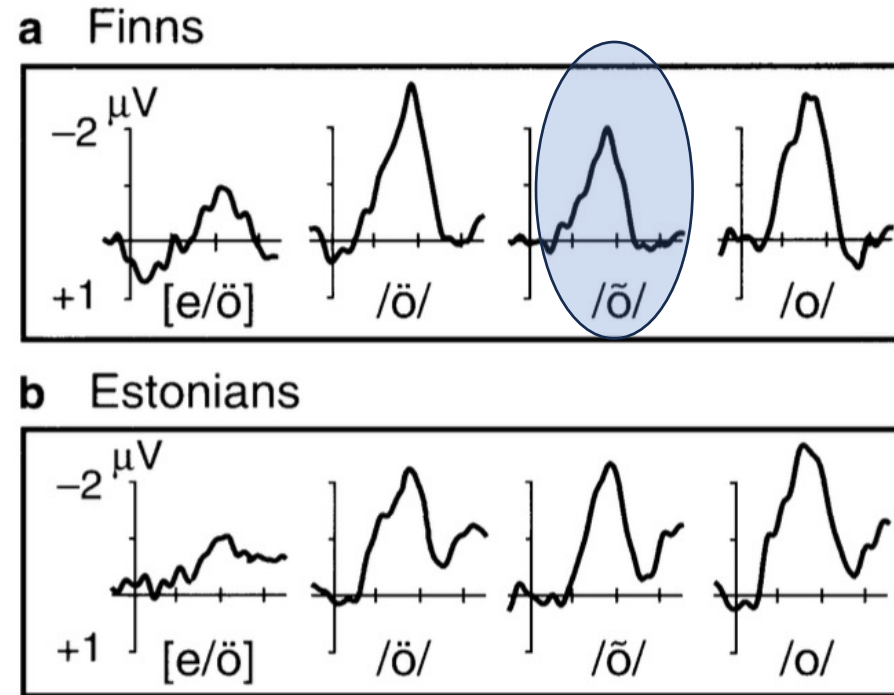 a Finns
μV
−2
+1
[e/ö] /ö/ /õ/ /o/
b Estonians
μV
−2
+1
[e/ö] /ö/ /õ/ /o/